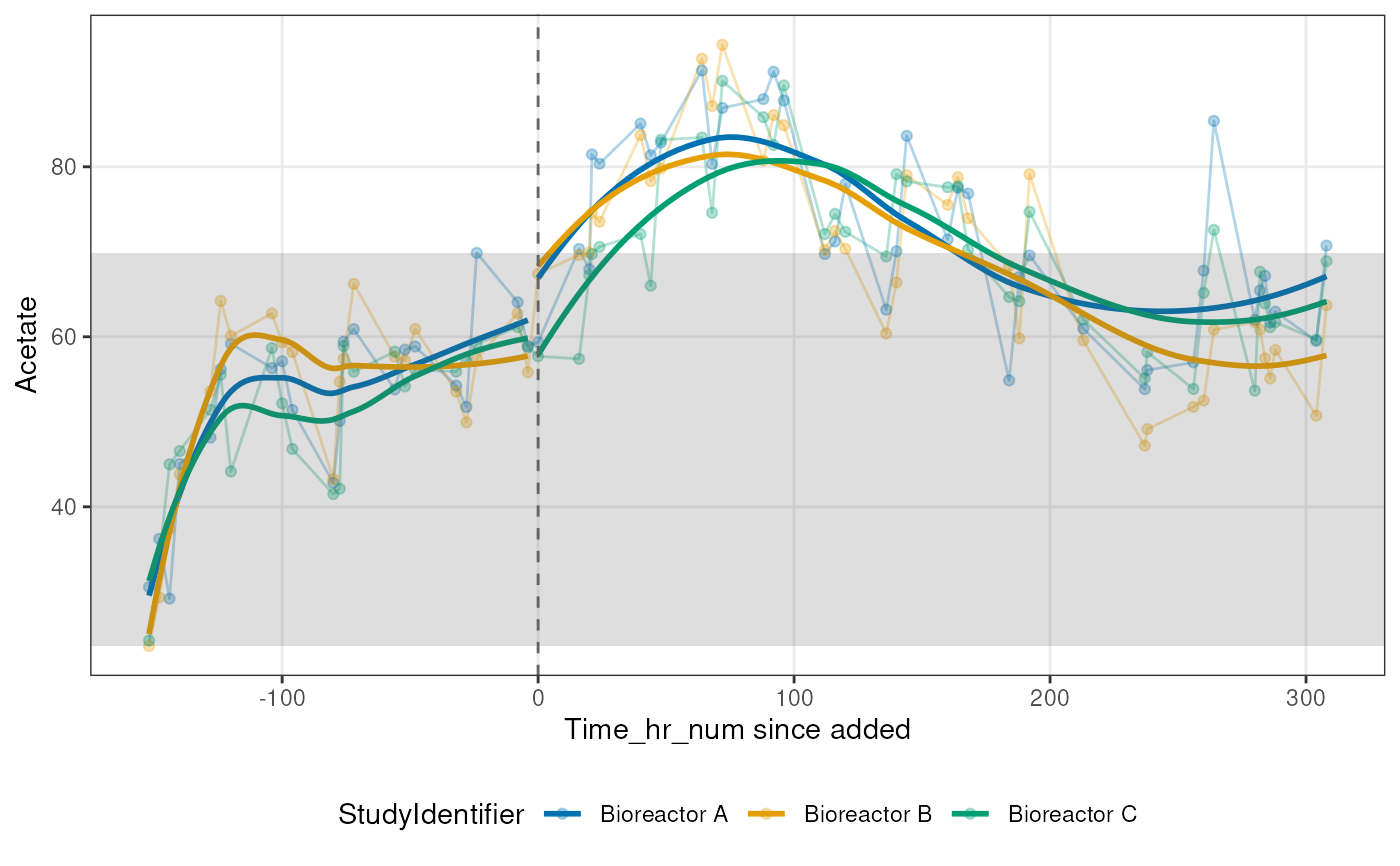 Acetate
80
60
40
-100 0 100 200 300
Time_hr_num since added
StudyIdentifier Bioreactor A Bioreactor B Bioreactor C